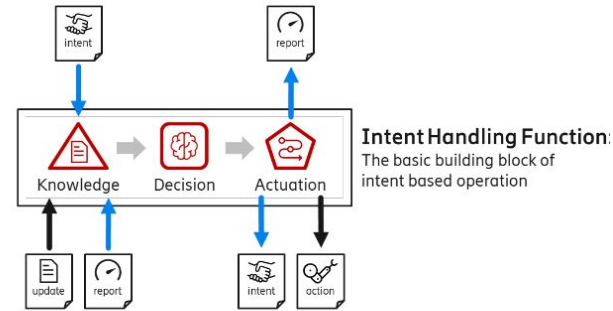 intent
report
Knowledge
Decision
Actuation
Intent Handling Function:
The basic building block of
intent based operation
update
report
intent
action